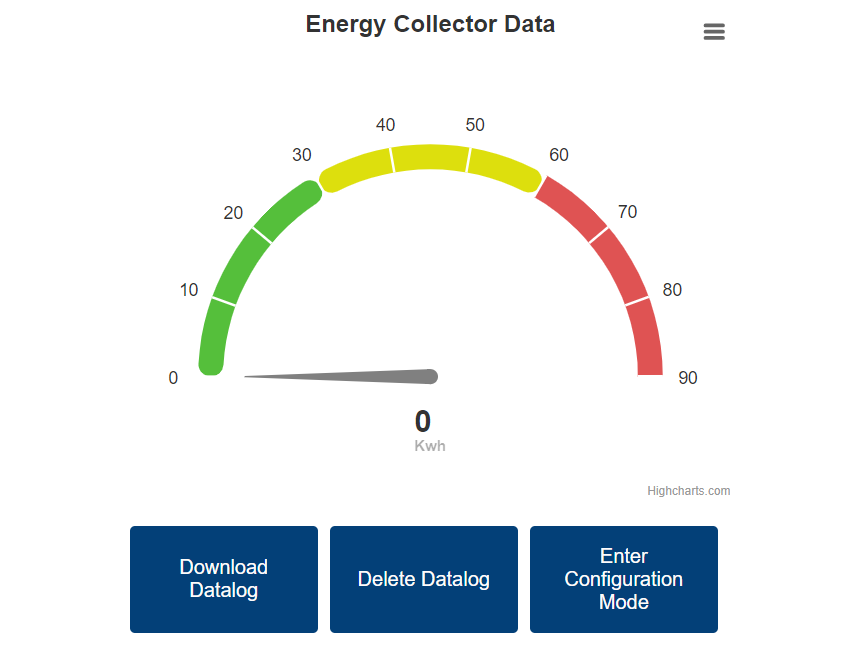 Energy Collector Data
40
50
30
60
20
70
10
80
0
90
0
Kwh
Highcharts.com
Download
Datalog
Delete Datalog
Enter
Configuration
Mode